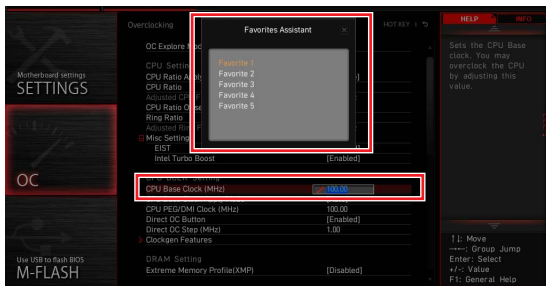 HELP
INFO
Overclocking
HOT KEY
Favorites Assistant
Favorite 1
Favorite 2
Favorite 3
Favorite 4
Favorite 5
OC Explore Mod
CPU Setting
CPU Ratio Apply
CPU Ratio
CPU Ratio Offse
Ring Ratio
Misc Setting
EIST
Intel Turbo Boost [Enabled]
CPU Base Clock (MHz) 100.00
CPU PEG/DMI Clock (MHz) 100.00
Direct OC Button [Enabled]
Direct OC Step (MHz) 1.00
Clockgen Features
DRAM Setting
Extreme Memory Profile(XMP) [Disabled]
Motherboard settings
SETTINGS
OC
Use USB to flash BIOS
M-FLASH
Sets the CPU Base
clock. You may
overclock the CPU
by adjusting this
value.
↑↓: Move
→←: Group Jump
Enter: Select
+/-: Value
F1: General Help